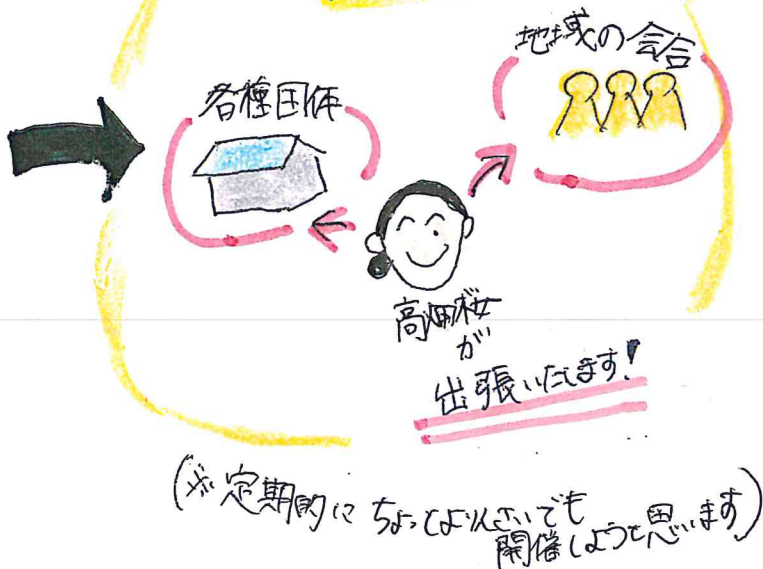 地域の会合
各種団体
高畑桜
が
出張いたします!
(※定期的にちょっとよりんさいでも
開催しようと思います)